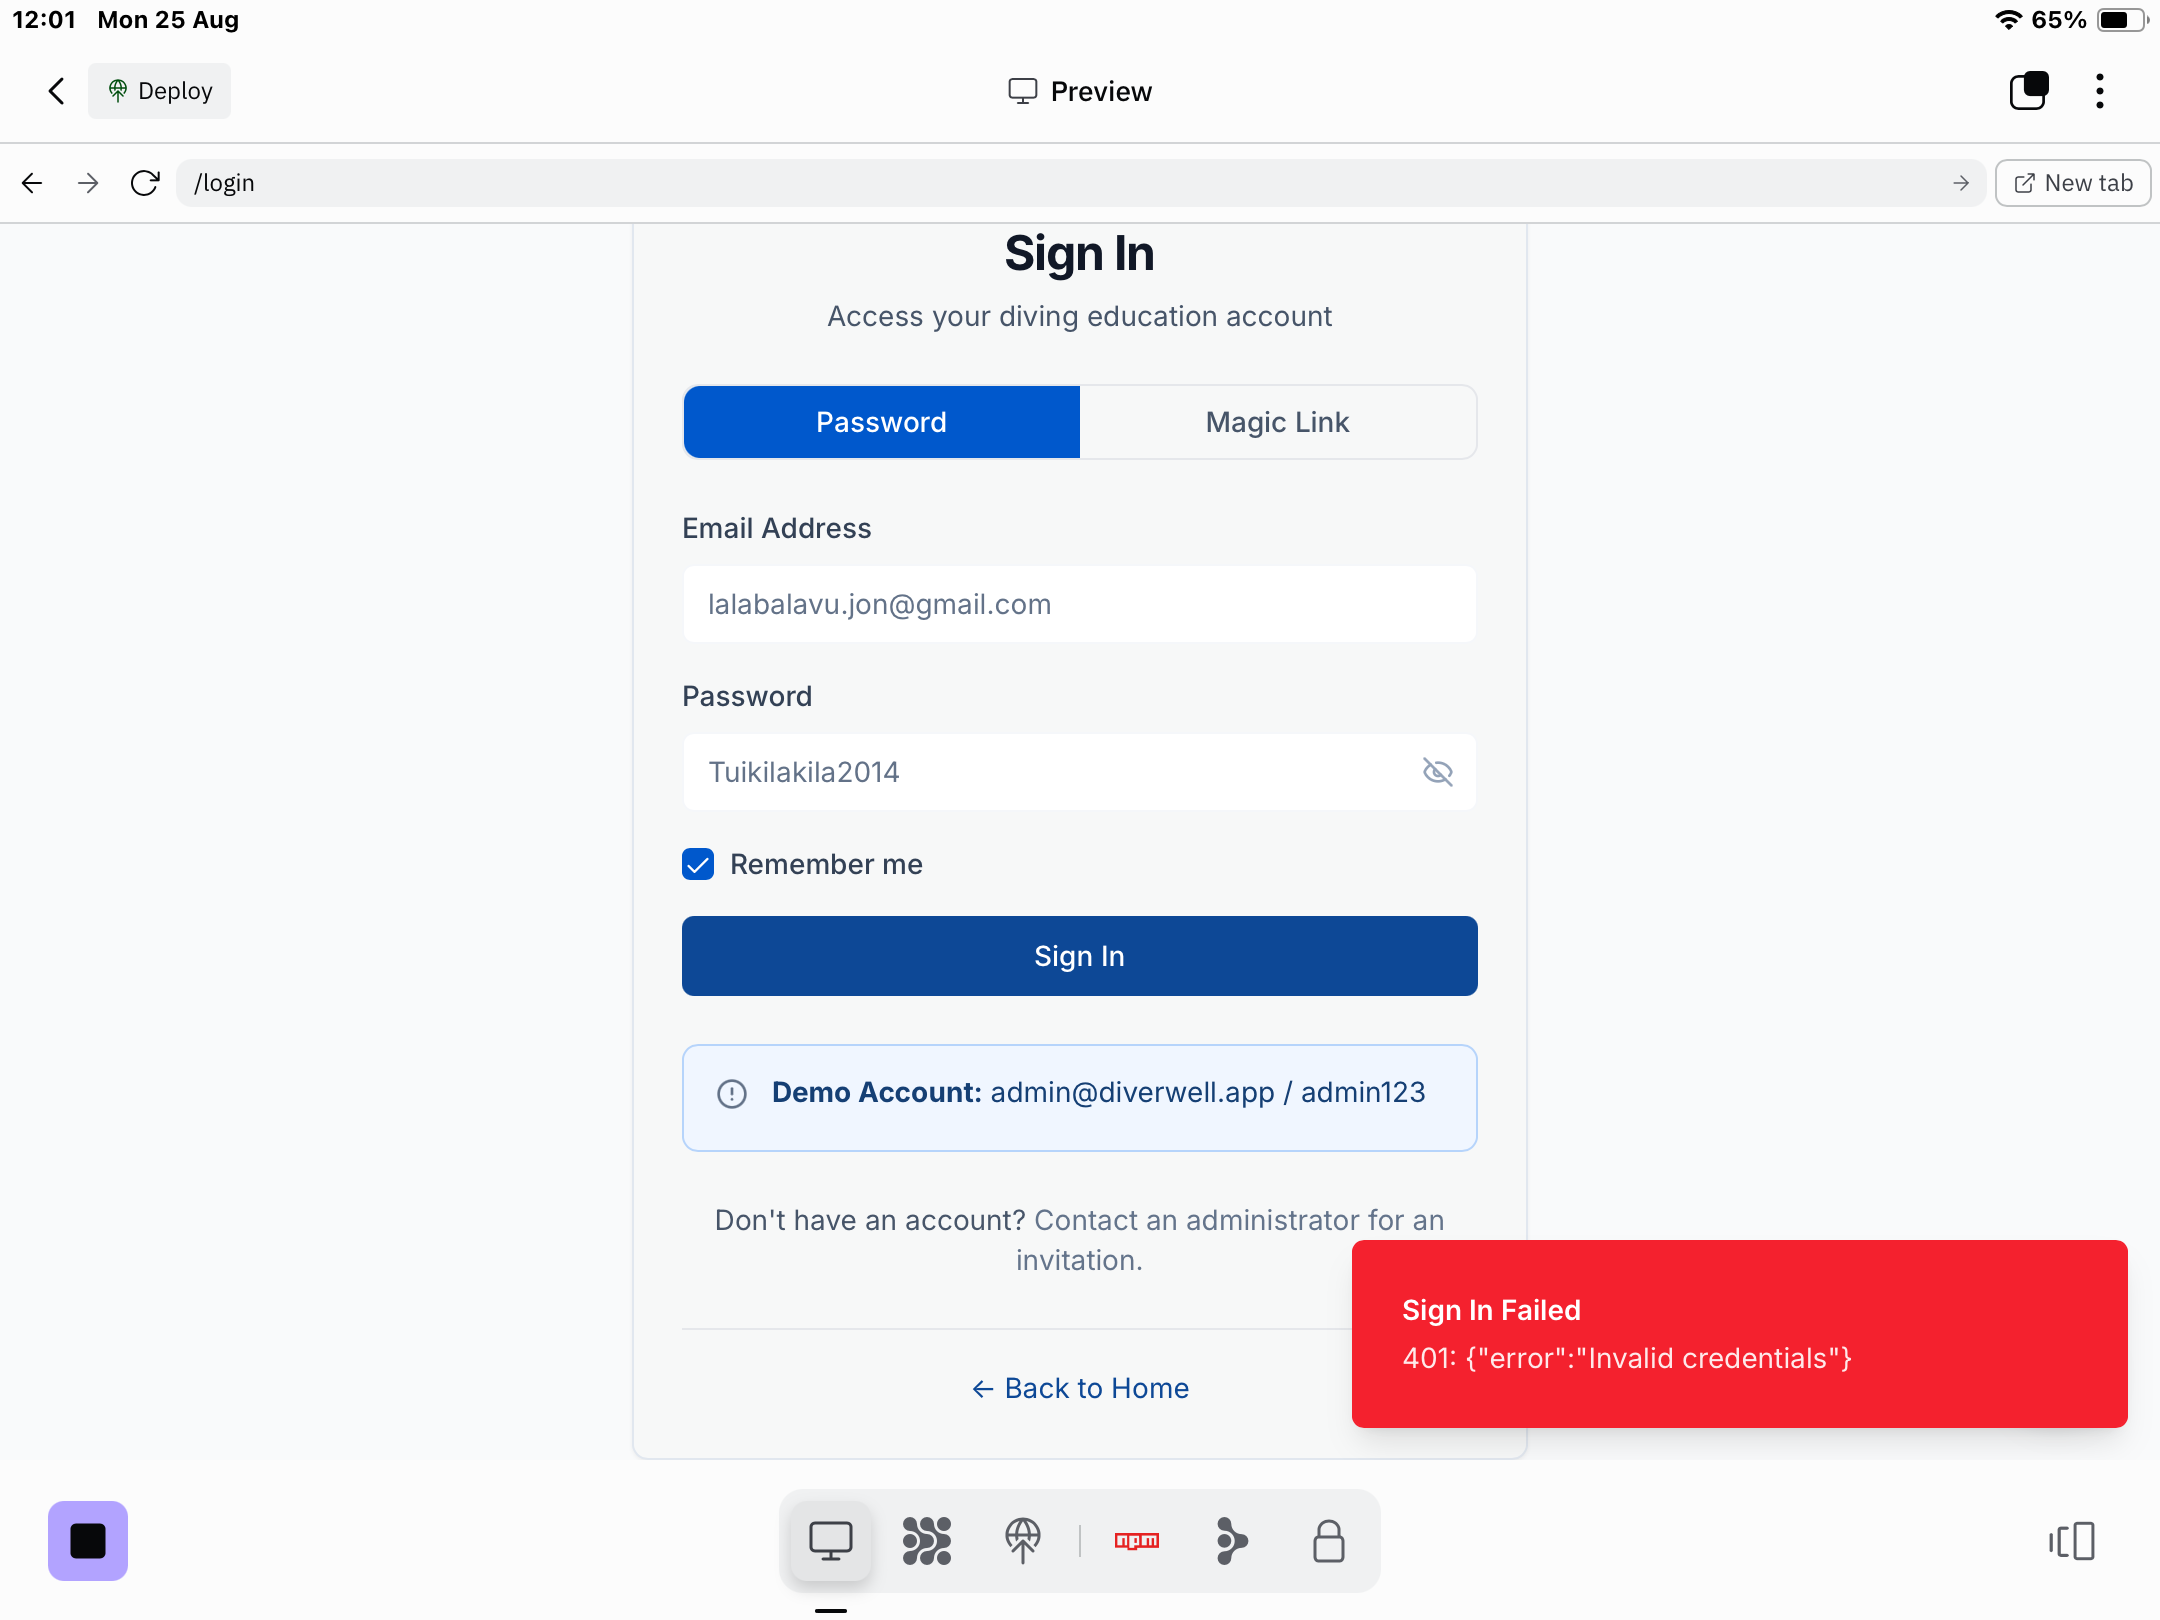 12:01 Mon 25 Aug
65%
Deploy
Preview
/login
New tab
Sign In
Access your diving education account
Password
Magic Link
Email Address
lalabalavu.jon@gmail.com
Password
Tuikilakila2014
Remember me
Sign In
Demo Account: admin@diverwell.app / admin123
Don't have an account? Contact an administrator for an
invitation.
Sign In Failed
401: {"error":"Invalid credentials"}
← Back to Home
npm